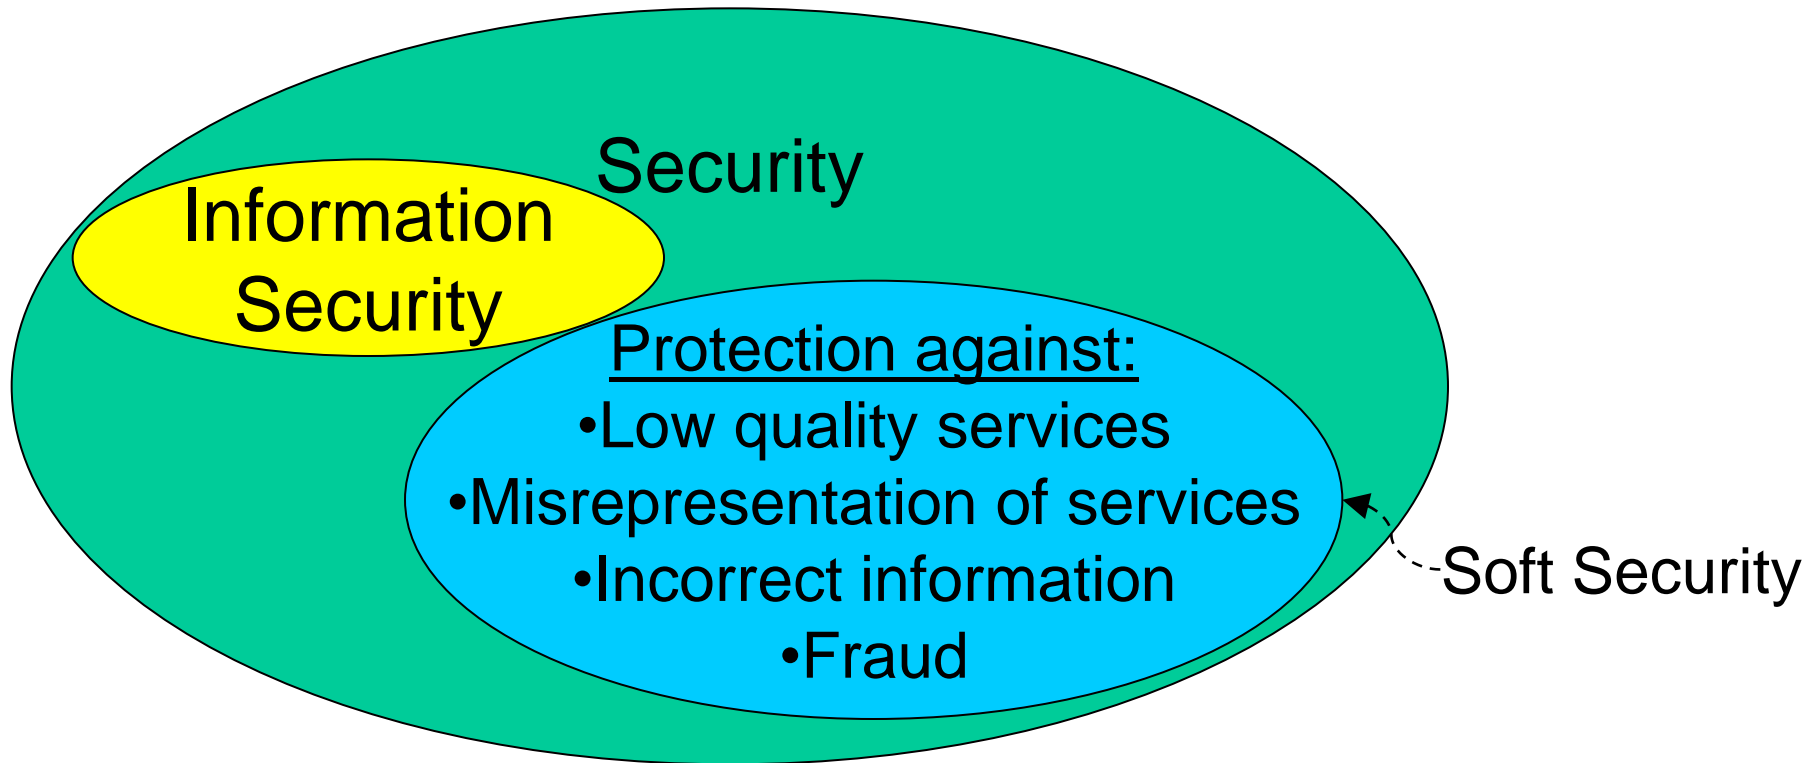 Security
Information
Security
Protection against:
•Low quality services
•Misrepresentation of services
•Incorrect information
•Fraud
Soft Security